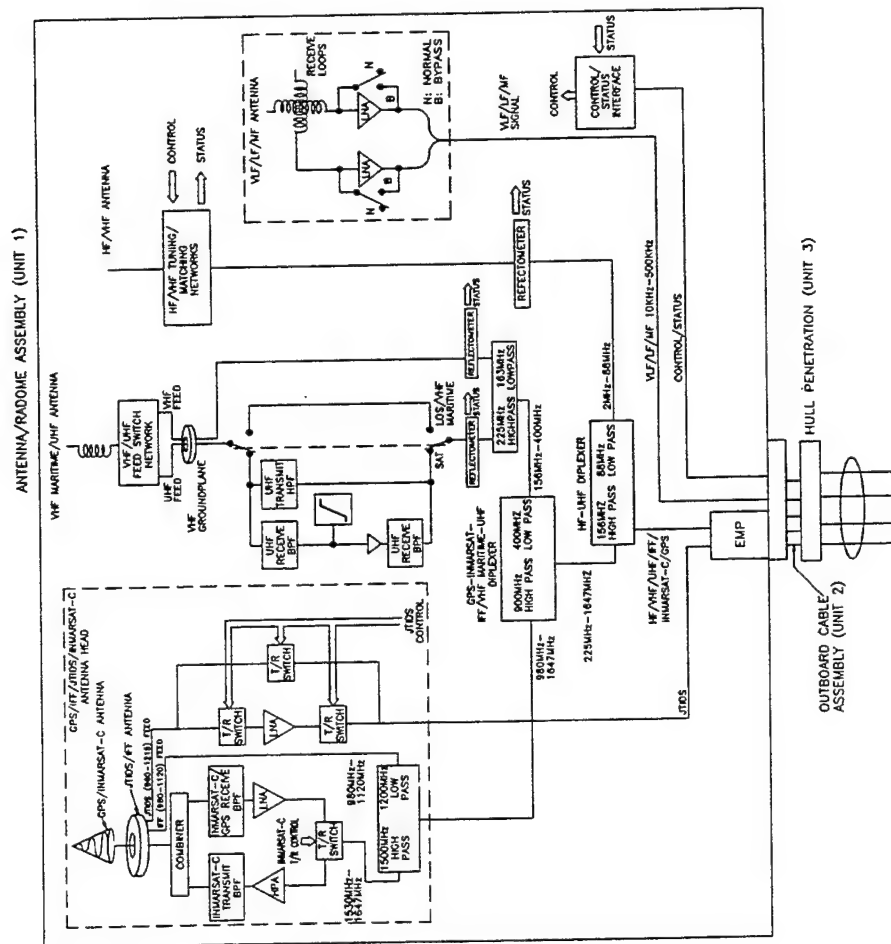 ANTENNA/RADOME ASSEMBLY (UNIT 1)
GPS/IFF/JTIDS/INMARSAT-C
ANTENNA HEAD
GPS/INMARSAT-C ANTENNA
JTIDS/IFF ANTENNA
JTIDS (960-1215) FEED
IFF (980-1120) FEED
COMBINER
INMARSAT-C
TRANSMIT
BPF
INMARSAT-C/
GPS RECEIVE
BPF
HPA
LNA
INMARSAT-C
T/R CONTROL
T/R
SWITCH
1530MHz-
1647MHz
1500MHz
HIGH
PASS
1200MHz
LOW
PASS
980MHz-
1120MHz
T/R
SWITCH
LNA
T/R
SWITCH
T/R
SWITCH
JTIDS
CONTROL
VHF MARITIME/UHF ANTENNA
VHF/UHF
FEED SWITCH
NETWORK
UHF
FEED
VHF
FEED
VHF
GROUNDPLANE
UHF
RECEIVE
BPF
UHF
TRANSMIT
HPF
UHF
RECEIVE
BPF
SAT
LOS/VHF
MARITIME
REFLECTOMETER
STATUS
REFLECTOMETER
STATUS
225MHz
HIGHPASS
163MHz
LOWPASS
156MHz-400MHz
GPS-INMARSAT-
IFF/VHF MARITIME-UHF
DIPLEXER
900MHz
HIGH PASS
400MHZ
LOW PASS
980MHz-
1647MHZ
225MHz-1647MHZ
HF-UHF DIPLEXER
156MHz
HIGH PASS
88MHz
LOW PASS
2MHz-88MHz
HF/VHF ANTENNA
HF/VHF TUNING/
MATCHING
NETWORKS
CONTROL
STATUS
REFECTOMETER
STATUS
VLF/LF/MF ANTENNA
RECEIVE
LOOPS
LNA
LNA
N
B
B
N
N: NORMAL
B: BYPASS
VLF/LF/MF
SIGNAL
CONTROL
STATUS
CONTROL/
STATUS
INTERFACE
VLF/LF/MF 10KHz-500KHz
CONTROL/STATUS
JTIDS
HF/VHF/UHF/IFF/
INMARSAT-C/GPS
EMP
OUTBOARD CABLE
ASSEMBLY (UNIT 2)
HULL PENETRATION (UNIT 3)